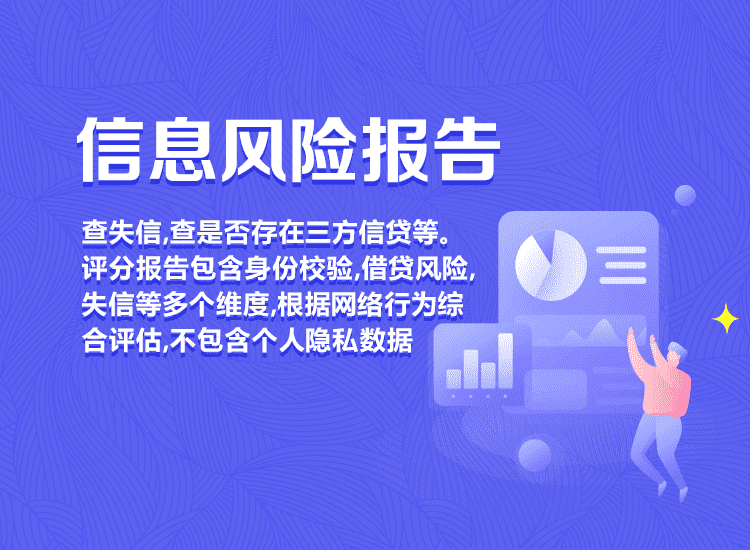 信息风险报告
查失信,查是否存在三方信贷等。
评分报告包含身份校验,借贷风险,
失信等多个维度,根据网络行为综
合评估,不包含个人隐私数据